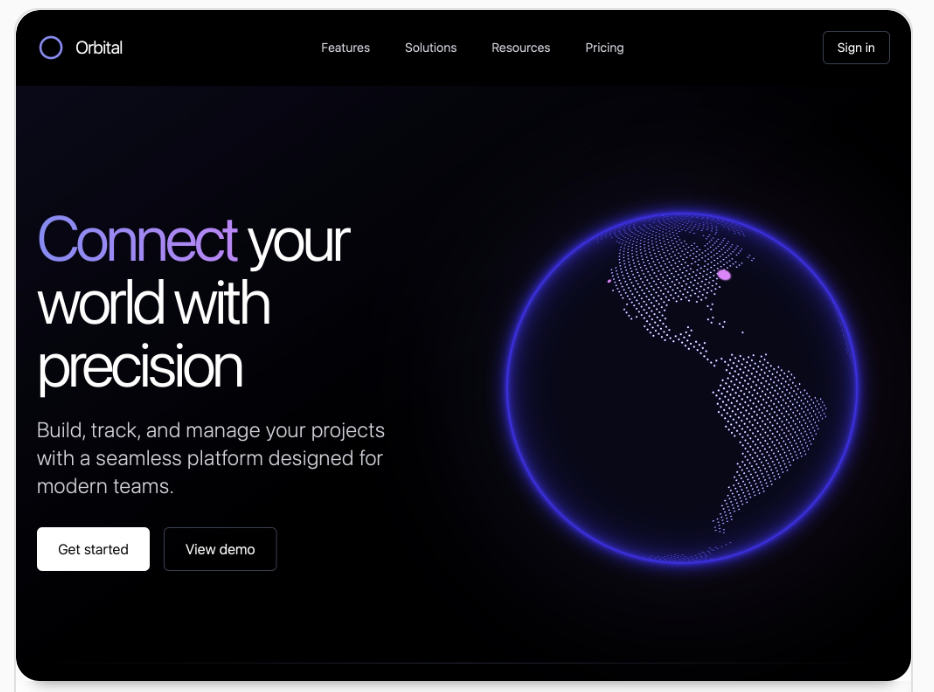 Orbital
Features
Solutions
Resources
Pricing
Sign in
Connect your
world with
precision
Build, track, and manage your projects
with a seamless platform designed for
modern teams.
Get started
View demo